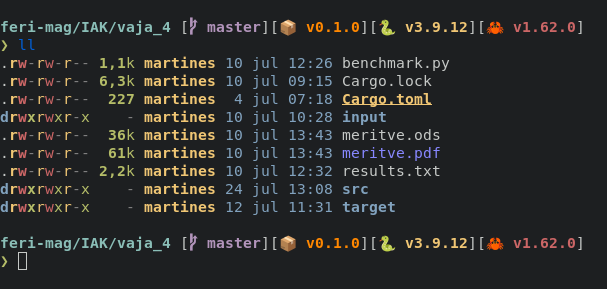 feri-mag/IAK/vaja_4 [ master][📦 v0.1.0][🐍 v3.9.12][🦀 v1.62.0]
❯ ll
.rw-rw-r-- 1,1k martines 10 jul 12:26 benchmark.py
.rw-rw-r-- 6,3k martines 10 jul 09:15 Cargo.lock
.rw-rw-r--  227 martines  4 jul 07:18 Cargo.toml
drwxrwxr-x    - martines 10 jul 10:28 input
.rw-rw-r--  36k martines 10 jul 13:43 meritve.ods
.rw-rw-r--  61k martines 10 jul 13:43 meritve.pdf
.rw-rw-r-- 2,2k martines 10 jul 12:32 results.txt
drwxrwxr-x    - martines 24 jul 13:08 src
drwxrwxr-x    - martines 12 jul 11:31 target
feri-mag/IAK/vaja_4 [ master][📦 v0.1.0][🐍 v3.9.12][🦀 v1.62.0]
❯